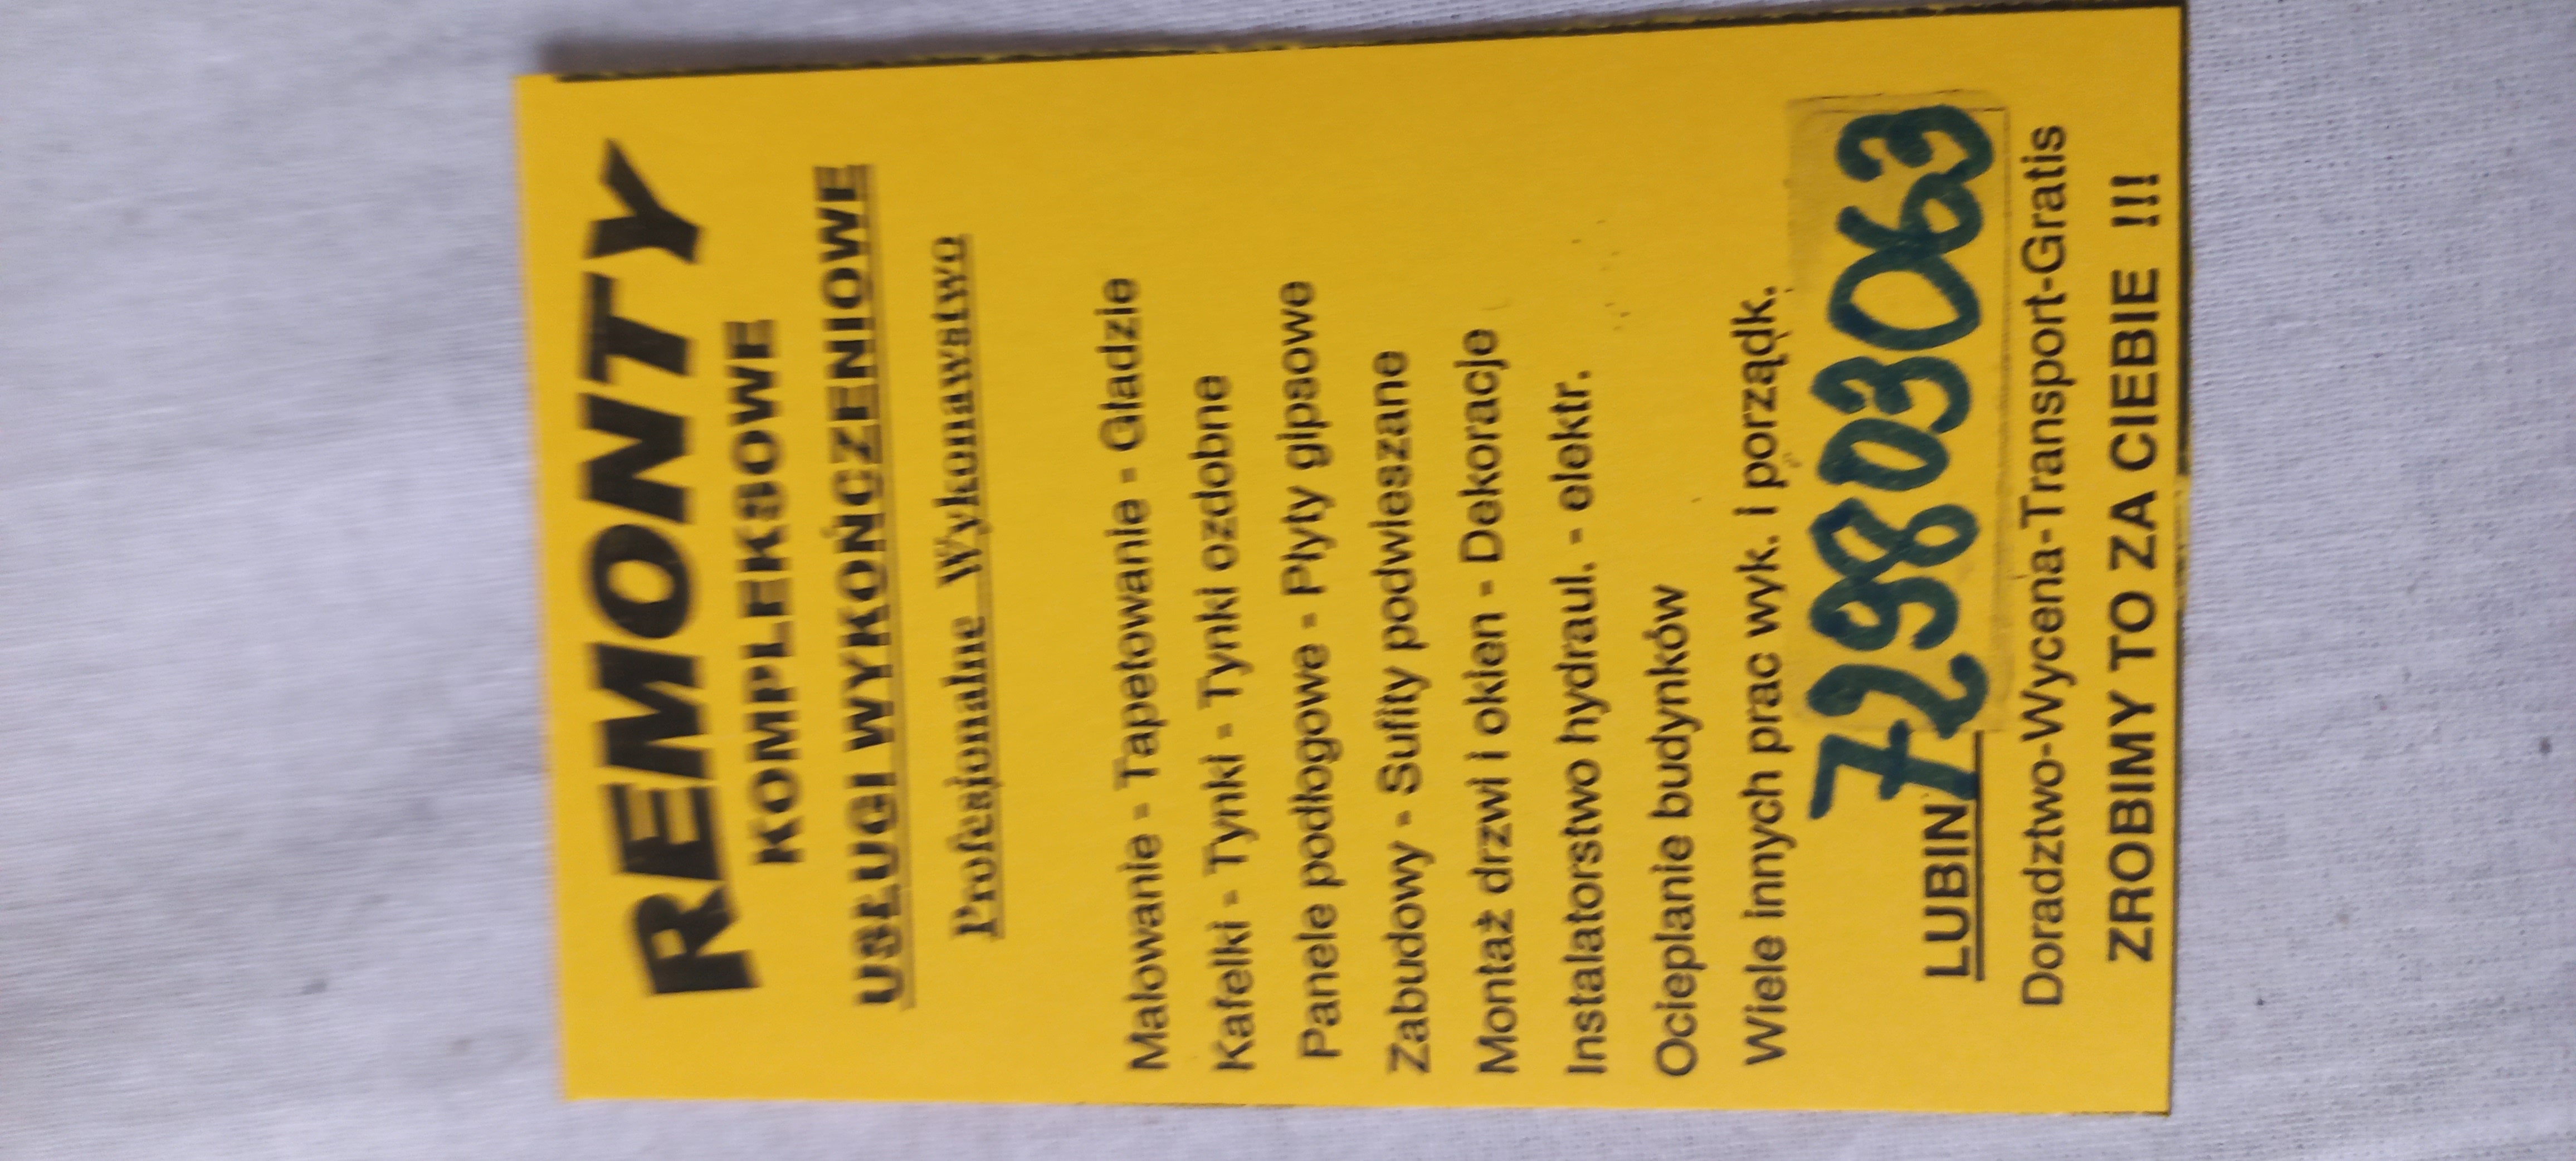 REMONTY
KOMPLEKSOWE
USŁUGI WYKOŃCZENIOWE
Profesjonalne Wykonawstwo
Malowanie - Tapetowanie - Gładzie
Kafelki - Tynki - Tynki ozdobne
Panele podłogowe - Płyty gipsowe
Zabudowy - Sufity podwieszane
Montaż drzwi i okien - Dekoracje
Instalatorstwo hydraul. - elektr.
Ocieplanie budynków
Wiele innych prac wyk. i porządk.
LUBIN 729803063
Doradztwo-Wycena-Transport-Gratis
ZROBIMY TO ZA CIEBIE !!!